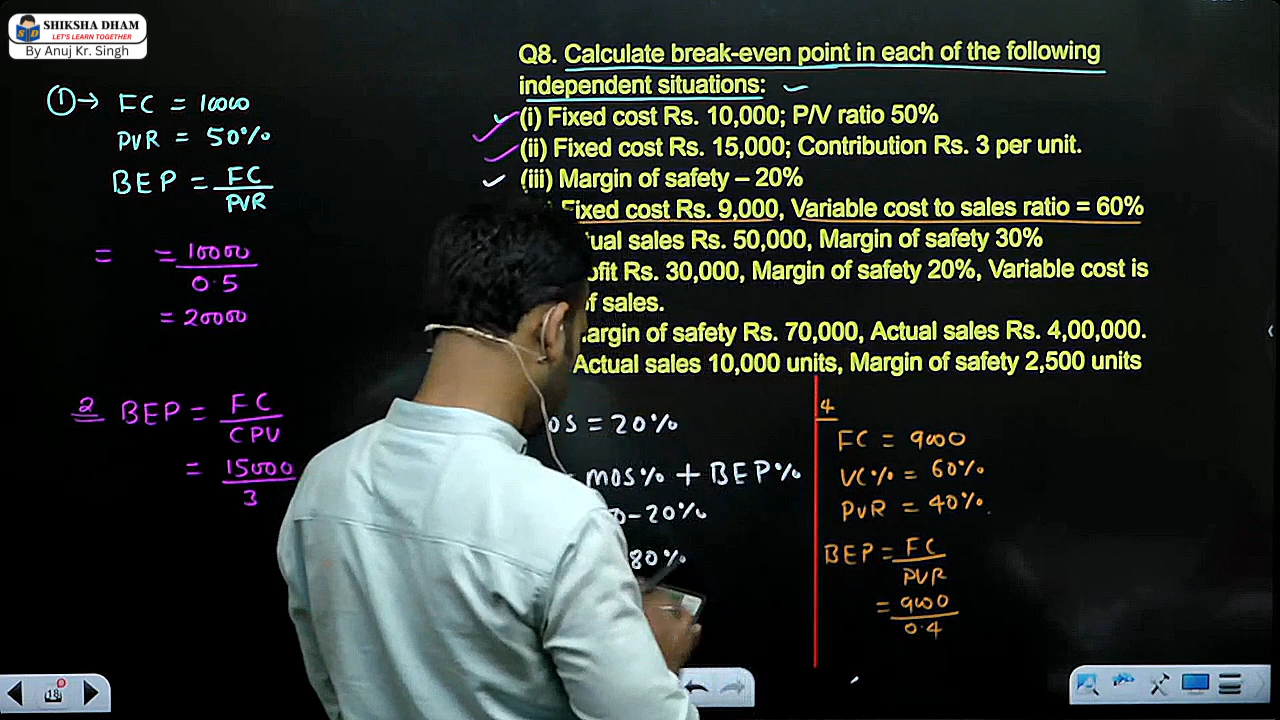 SHIKSHA DHAM
LET'S LEARN TOGETHER
By Anuj Kr. Singh
Q8. Calculate break-even point in each of the following
independent situations:
(i) Fixed cost Rs. 10,000; P/V ratio 50%
(ii) Fixed cost Rs. 15,000; Contribution Rs. 3 per unit.
(iii) Margin of safety – 20%
Fixed cost Rs. 9,000, Variable cost to sales ratio = 60%
sales Rs. 50,000, Margin of safety 30%
Rs. 30,000, Margin of safety 20%, Variable cost is
of sales.
of safety Rs. 70,000, Actual sales Rs. 4,00,000.
Actual sales 10,000 units, Margin of safety 2,500 units
① → FC = 10000
PVR = 50%
BEP = FC
PVR
= = 10000
0.5
= 20000
2 BEP = FC
CPV
= 15000
3
= 20%
= MOS% + BEP%
- 20%
80%
4
FC = 9000
VC% = 60%
PVR = 40%.
BEP = FC
PVR
= 9000
0.4
18